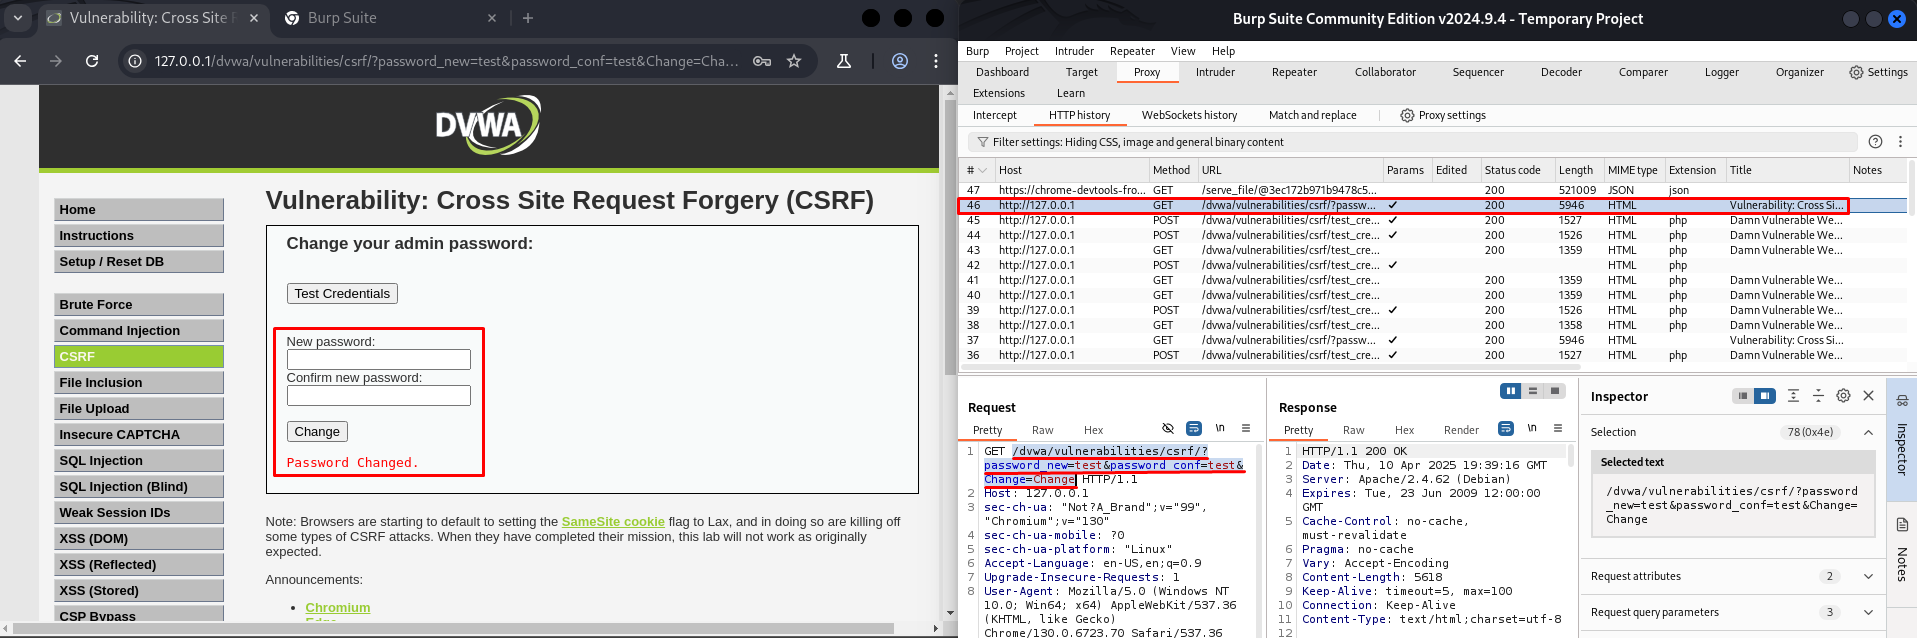 Vulnerability: Cross Site R
Burp Suite
127.0.0.1/dvwa/vulnerabilities/csrf/?password_new=test&password_conf=test&Change=Cha...
DVWA
Home
Instructions
Setup / Reset DB
Brute Force
Command Injection
CSRF
File Inclusion
File Upload
Insecure CAPTCHA
SQL Injection
SQL Injection (Blind)
Weak Session IDs
XSS (DOM)
XSS (Reflected)
XSS (Stored)
CSP Bypass
Vulnerability: Cross Site Request Forgery (CSRF)
Change your admin password:
Test Credentials
New password:
Confirm new password:
Change
Password Changed.
Note: Browsers are starting to default to setting the SameSite cookie flag to Lax, and in doing so are killing off
some types of CSRF attacks. When they have completed their mission, this lab will not work as originally
expected.
Announcements:
• Chromium
Edge
Burp Suite Community Edition v2024.9.4 - Temporary Project
Burp Project Intruder Repeater View Help
Dashboard Target Proxy Intruder Repeater Collaborator Sequencer Decoder Comparer Logger Organizer Settings
Extensions Learn
Intercept HTTP history WebSockets history Match and replace Proxy settings
Filter settings: Hiding CSS, image and general binary content
# Host Method URL Params Edited Status code Length MIME type Extension Title Notes
47 https://chrome-devtools-fro... GET /serve_file/@3ec172b971b9478c5... 200 521009 JSON json
46 http://127.0.0.1 GET /dvwa/vulnerabilities/csrf/?passw... ✓ 200 5946 HTML Vulnerability: Cross Si...
45 http://127.0.0.1 POST /dvwa/vulnerabilities/csrf/test_cre... ✓ 200 1527 HTML php Damn Vulnerable We...
44 http://127.0.0.1 POST /dvwa/vulnerabilities/csrf/test_cre... ✓ 200 1526 HTML php Damn Vulnerable We...
43 http://127.0.0.1 GET /dvwa/vulnerabilities/csrf/test_cre... 200 1359 HTML php Damn Vulnerable We...
42 http://127.0.0.1 POST /dvwa/vulnerabilities/csrf/test_cre... ✓ HTML php
41 http://127.0.0.1 GET /dvwa/vulnerabilities/csrf/test_cre... 200 1359 HTML php Damn Vulnerable We...
40 http://127.0.0.1 GET /dvwa/vulnerabilities/csrf/test_cre... 200 1359 HTML php Damn Vulnerable We...
39 http://127.0.0.1 POST /dvwa/vulnerabilities/csrf/test_cre... ✓ 200 1526 HTML php Damn Vulnerable We...
38 http://127.0.0.1 GET /dvwa/vulnerabilities/csrf/test_cre... 200 1358 HTML php Damn Vulnerable We...
37 http://127.0.0.1 GET /dvwa/vulnerabilities/csrf/?passw... ✓ 200 5946 HTML Vulnerability: Cross Si...
36 http://127.0.0.1 POST /dvwa/vulnerabilities/csrf/test_cre... ✓ 200 1527 HTML php Damn Vulnerable We...
Request
Pretty Raw Hex \n
1 GET /dvwa/vulnerabilities/csrf/?
password_new=test&password_conf=test&
Change=Change HTTP/1.1
2 Host: 127.0.0.1
3 sec-ch-ua: "Not?A_Brand";v="99",
"Chromium";v="130"
4 sec-ch-ua-mobile: ?0
5 sec-ch-ua-platform: "Linux"
6 Accept-Language: en-US,en;q=0.9
7 Upgrade-Insecure-Requests: 1
8 User-Agent: Mozilla/5.0 (Windows NT
10.0; Win64; x64) AppleWebKit/537.36
(KHTML, like Gecko)
Chrome/130.0.6723.70 Safari/537.36
Response
Pretty Raw Hex Render \n
1 HTTP/1.1 200 OK
2 Date: Thu, 10 Apr 2025 19:39:16 GMT
3 Server: Apache/2.4.62 (Debian)
4 Expires: Tue, 23 Jun 2009 12:00:00
GMT
5 Cache-Control: no-cache,
must-revalidate
6 Pragma: no-cache
7 Vary: Accept-Encoding
8 Content-Length: 5618
9 Keep-Alive: timeout=5, max=100
10 Connection: Keep-Alive
11 Content-Type: text/html;charset=utf-8
12
Inspector
Selection 78 (0x4e)
Selected text
/dvwa/vulnerabilities/csrf/?password
_new=test&password_conf=test&Change=
Change
Request attributes 2
Request query parameters 3
Inspector
Notes